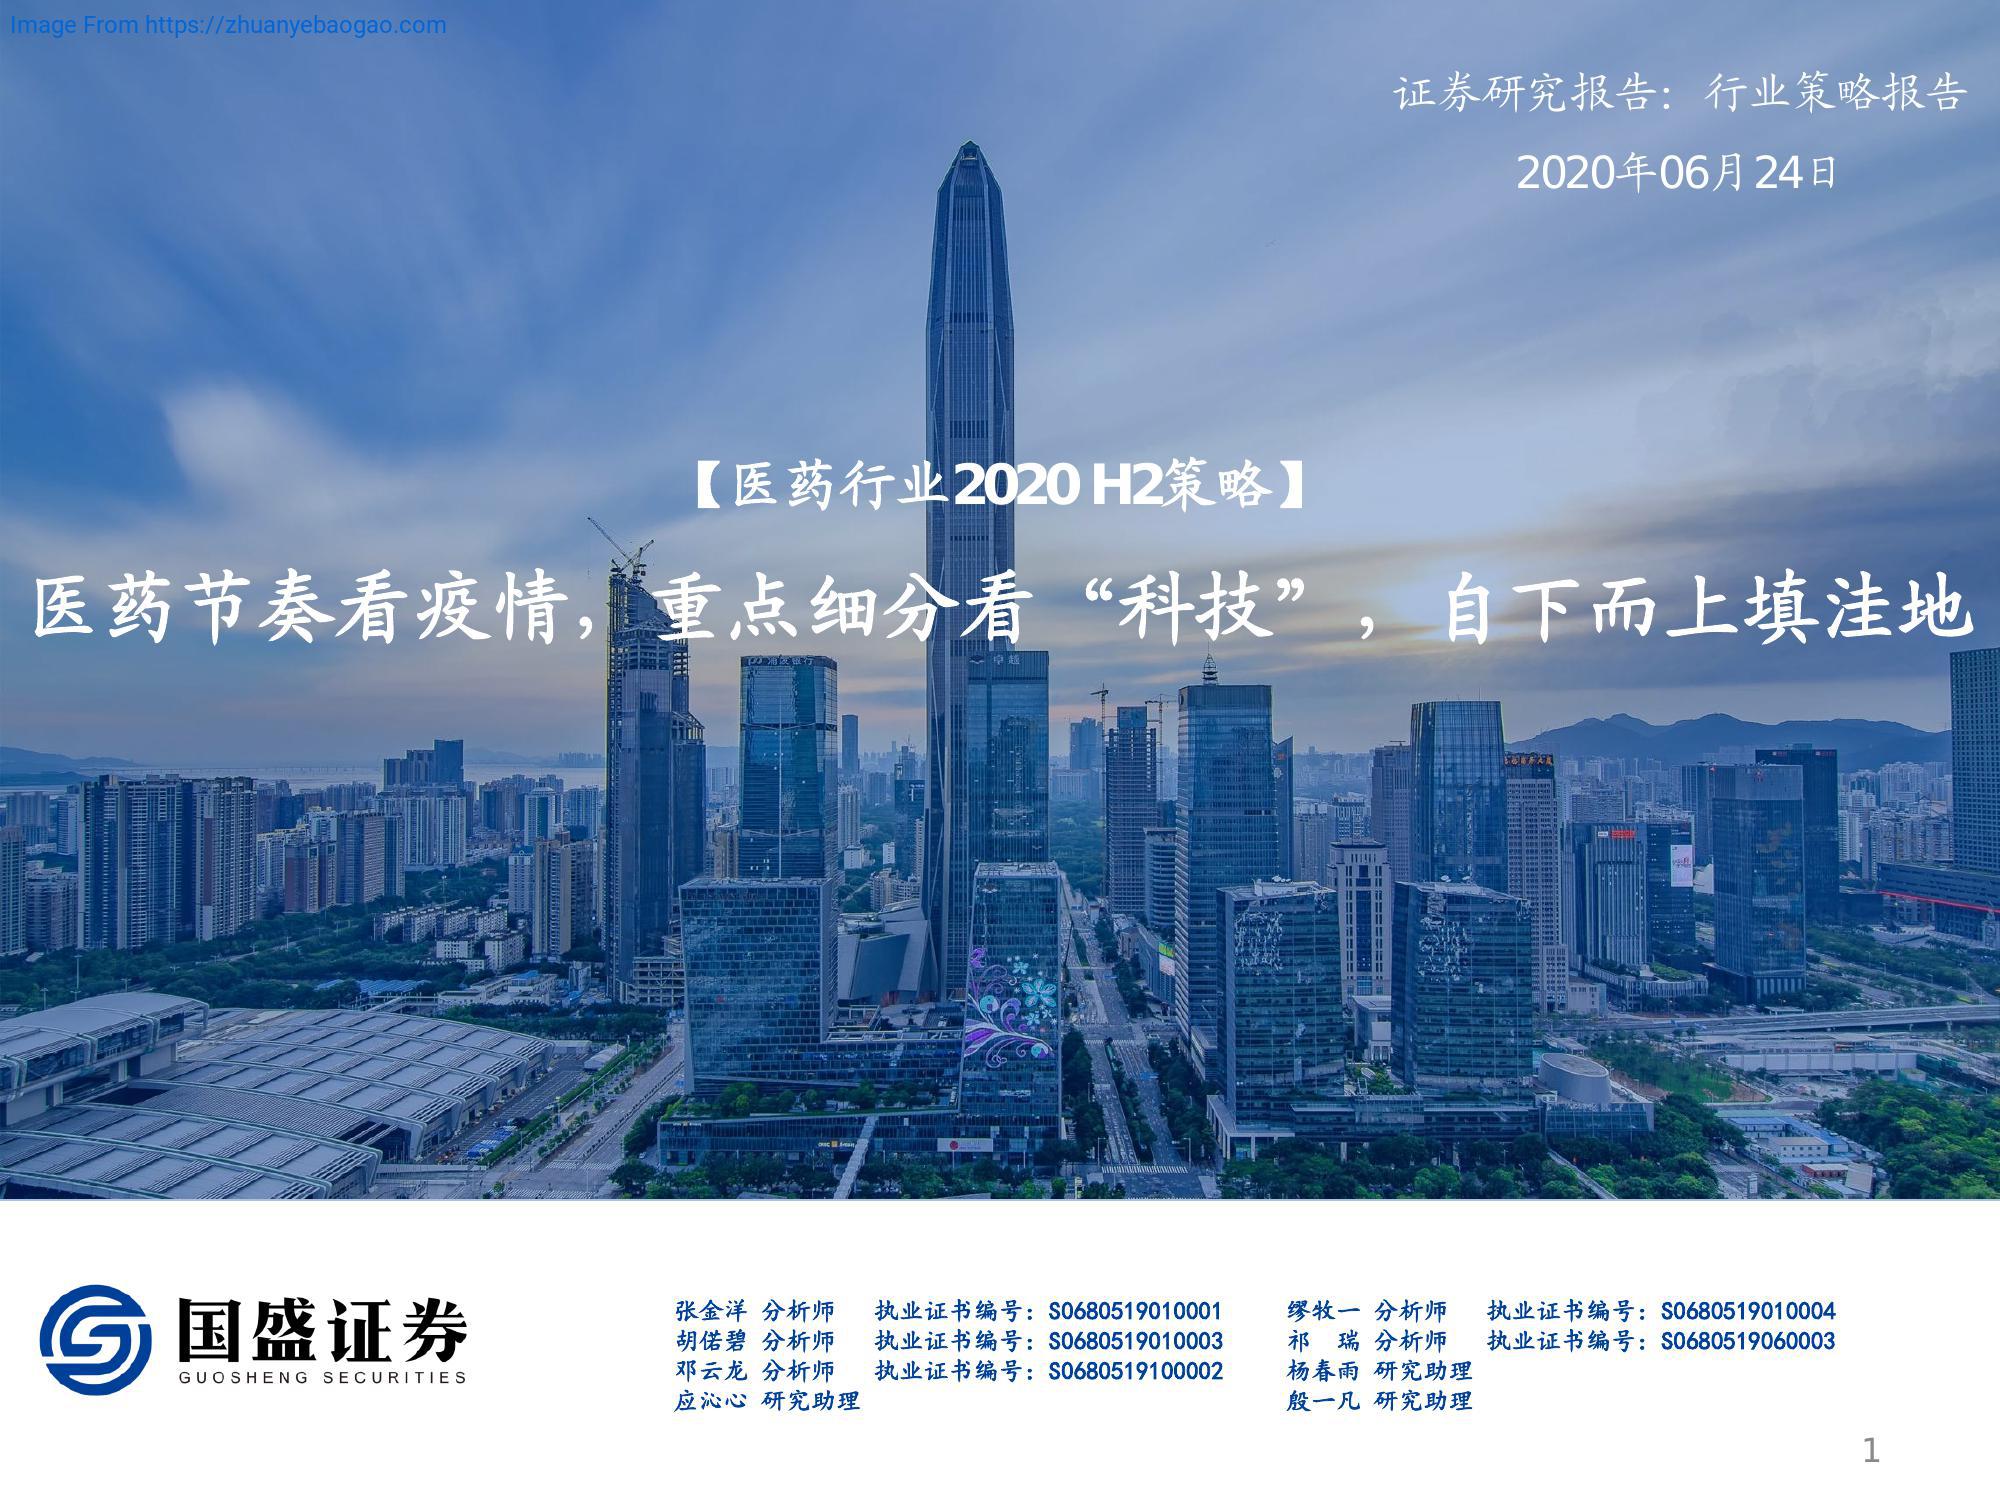 Image From https://zhuanyebaogao.com
证券研究报告：行业策略报告
2020年06月24日
【医药行业2020 H2策略】
医药节奏看疫情，重点细分看“科技”，自下而上填洼地
浦发银行
卓越
国盛证券
GUOSHENG SECURITIES
张金洋 分析师 执业证书编号：S0680519010001
胡偌碧 分析师 执业证书编号：S0680519010003
邓云龙 分析师 执业证书编号：S0680519100002
应沁心 研究助理
缪牧一 分析师 执业证书编号：S0680519010004
祁 瑞 分析师 执业证书编号：S0680519060003
杨春雨 研究助理
殷一凡 研究助理
1